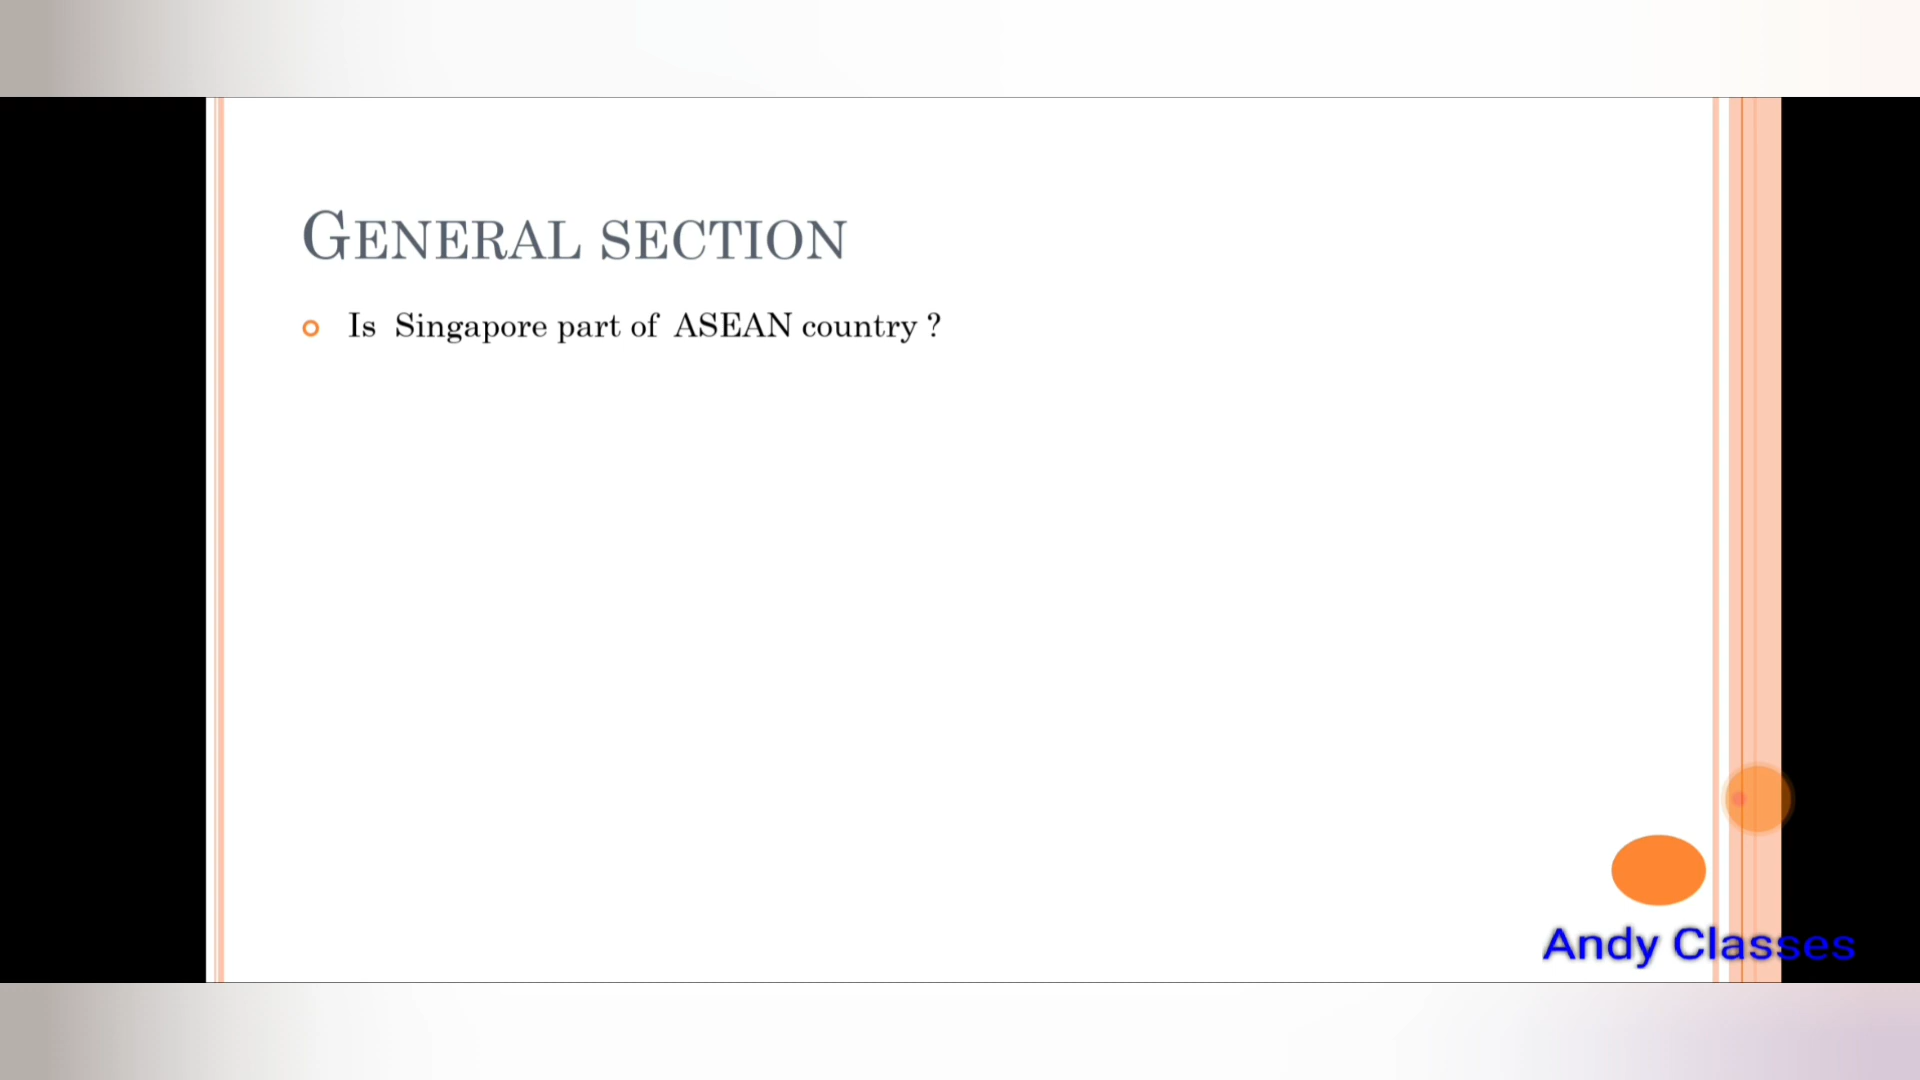 GENERAL SECTION
Is Singapore part of ASEAN country ?
Andy Classes